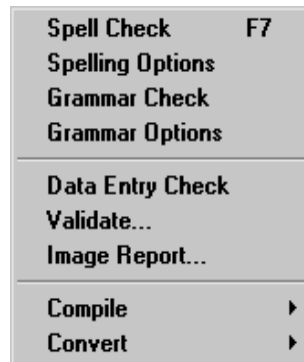 Spell Check F7
Spelling Options
Grammar Check
Grammar Options
Data Entry Check
Validate...
Image Report...
Compile
Convert